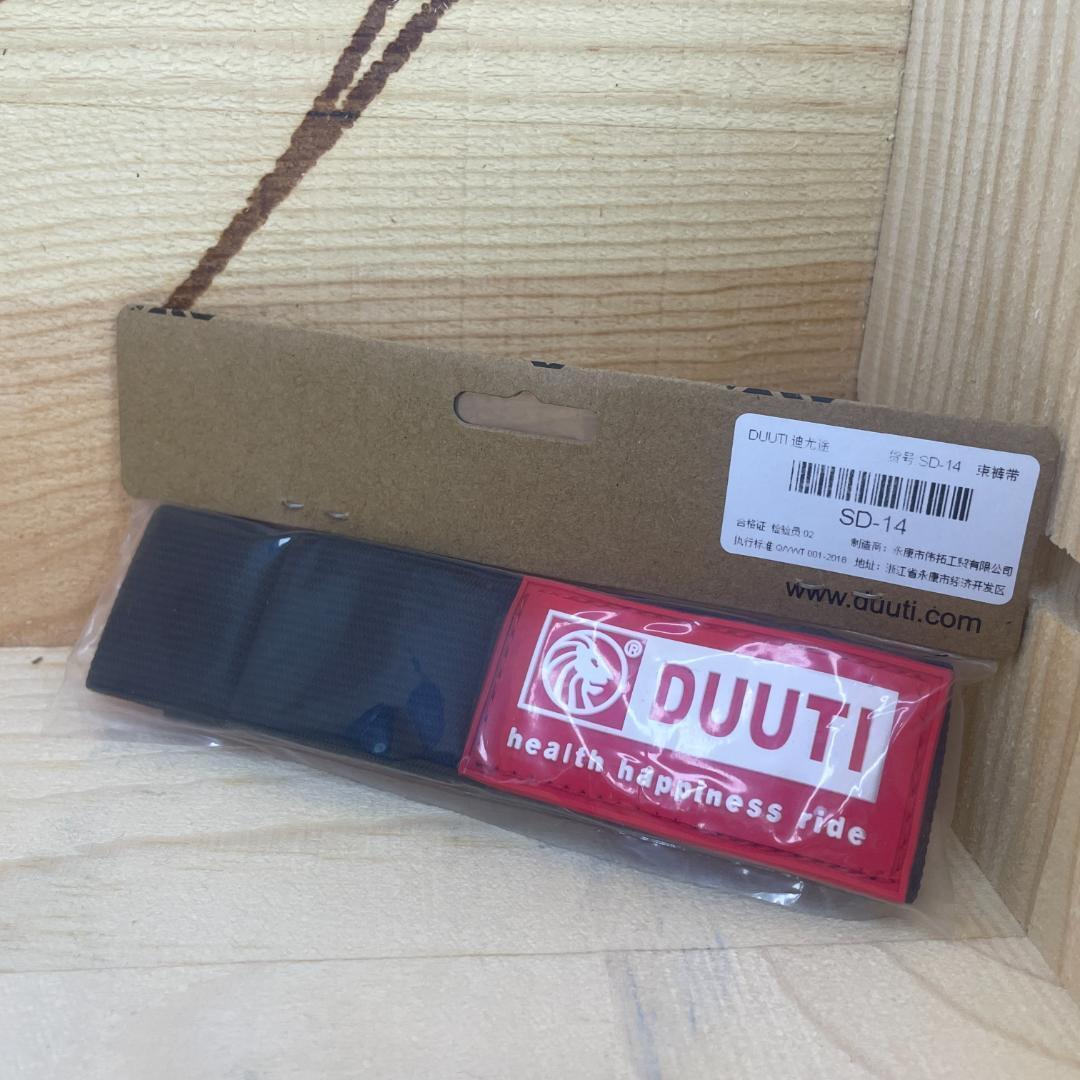 DUUTI 迪尤途 货号:SD-14 束裤带
SD-14
合格证 检验员:02 制造商：永康市伟拓工贸有限公司
执行标准 Q/VWT 001-2016 地址：浙江省永康市经济开发区
www.duuti.com
®
DUUTI
health happiness ride